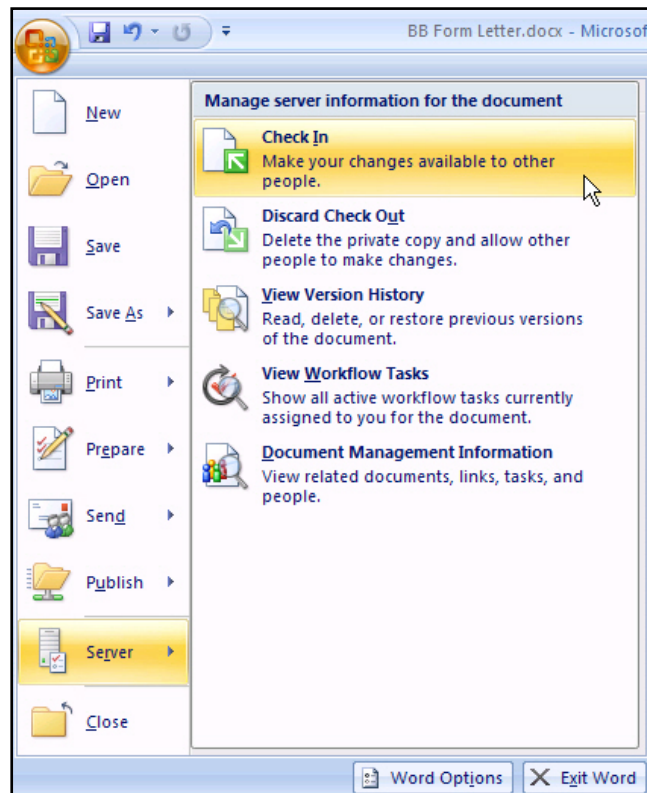 BB Form Letter.docx - Microsof
New
Open
Save
Save As
Print
Prepare
Send
Publish
Server
Close
Manage server information for the document
Check In
Make your changes available to other
people.
Discard Check Out
Delete the private copy and allow other
people to make changes.
View Version History
Read, delete, or restore previous versions
of the document.
View Workflow Tasks
Show all active workflow tasks currently
assigned to you for the document.
Document Management Information
View related documents, links, tasks, and
people.
Word Options
Exit Word